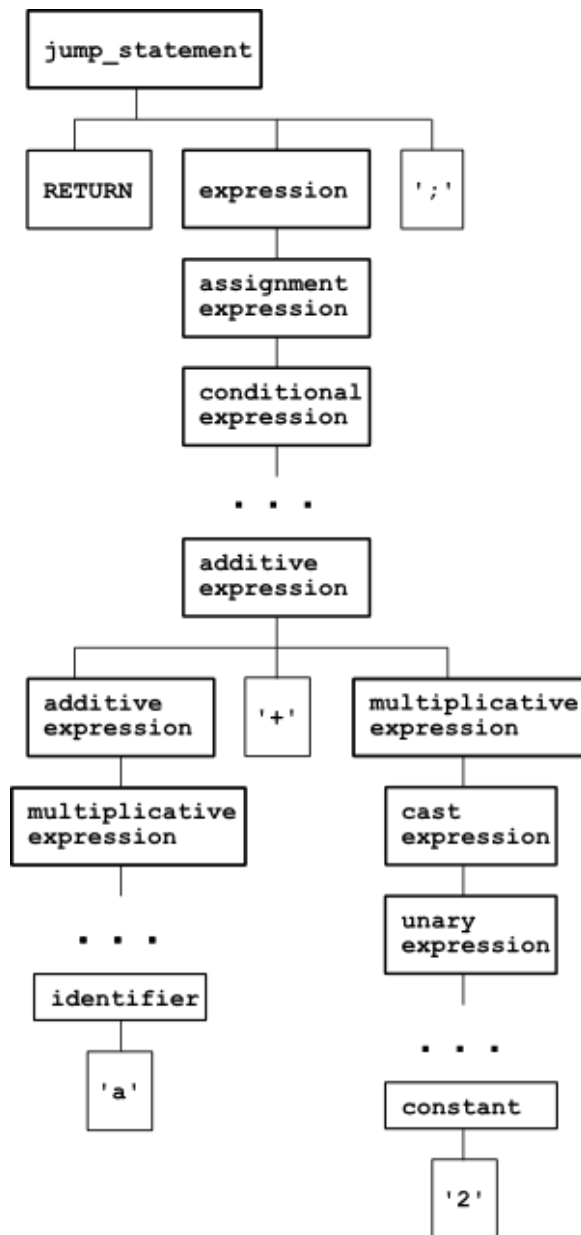 jump_statement
RETURN
expression
';'
assignment
expression
conditional
expression
. . .
additive
expression
additive
expression
'+'
multiplicative
expression
multiplicative
expression
cast
expression
unary
expression
. . .
identifier
'a'
. . .
constant
'2'